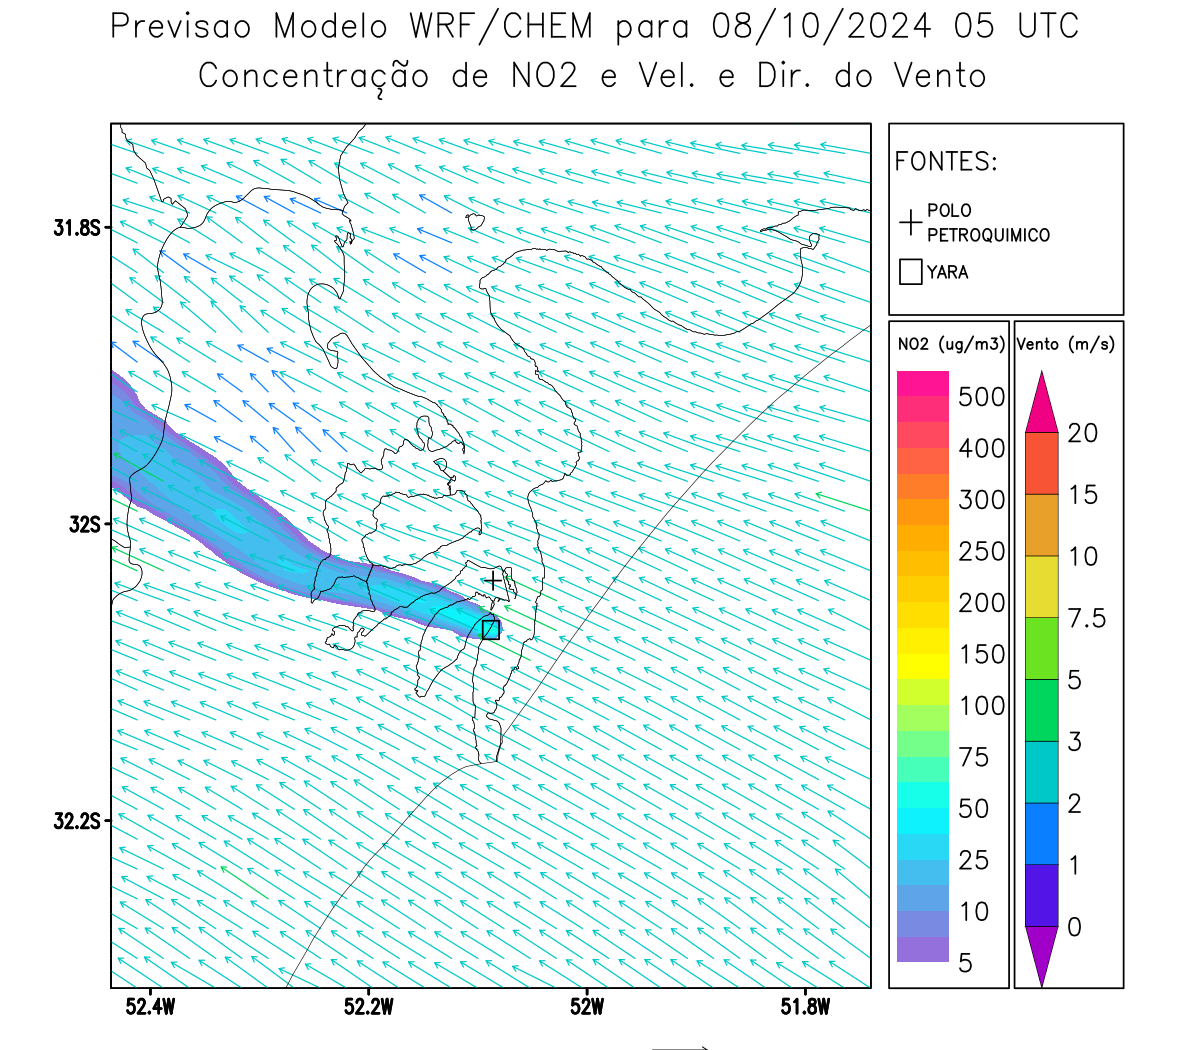 Previsao Modelo WRF/CHEM para 08/10/2024 05 UTC
Concentração de NO2 e Vel. e Dir. do Vento
FONTES:
POLO
PETROQUIMICO
YARA
31.8S
32S
32.2S
52.4W 52.2W 52W 51.8W
NO2 (ug/m3)
500
400
300
250
200
150
100
75
50
25
10
5
Vento (m/s)
20
15
10
7.5
5
3
2
1
0